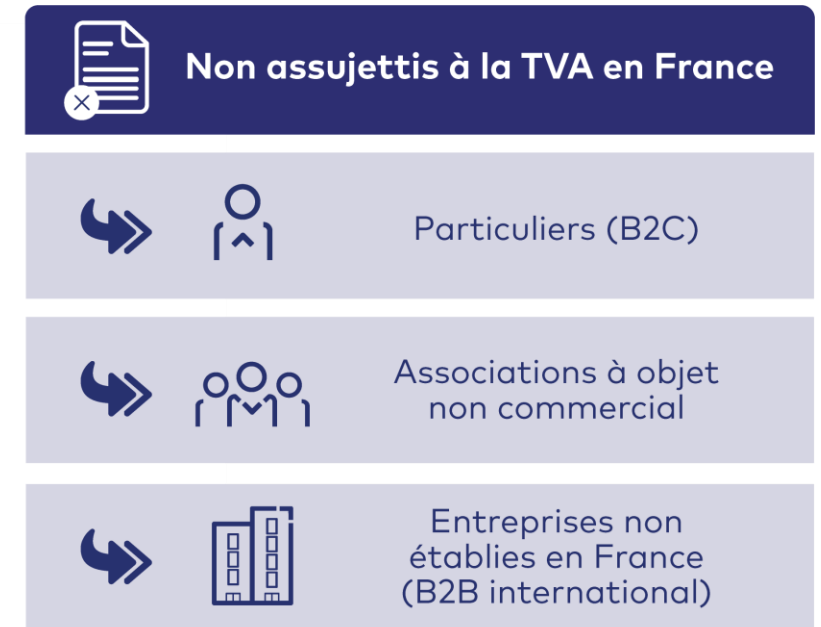 Non assujettis à la TVA en France
Particuliers (B2C)
Associations à objet
non commercial
Entreprises non
établies en France
(B2B international)